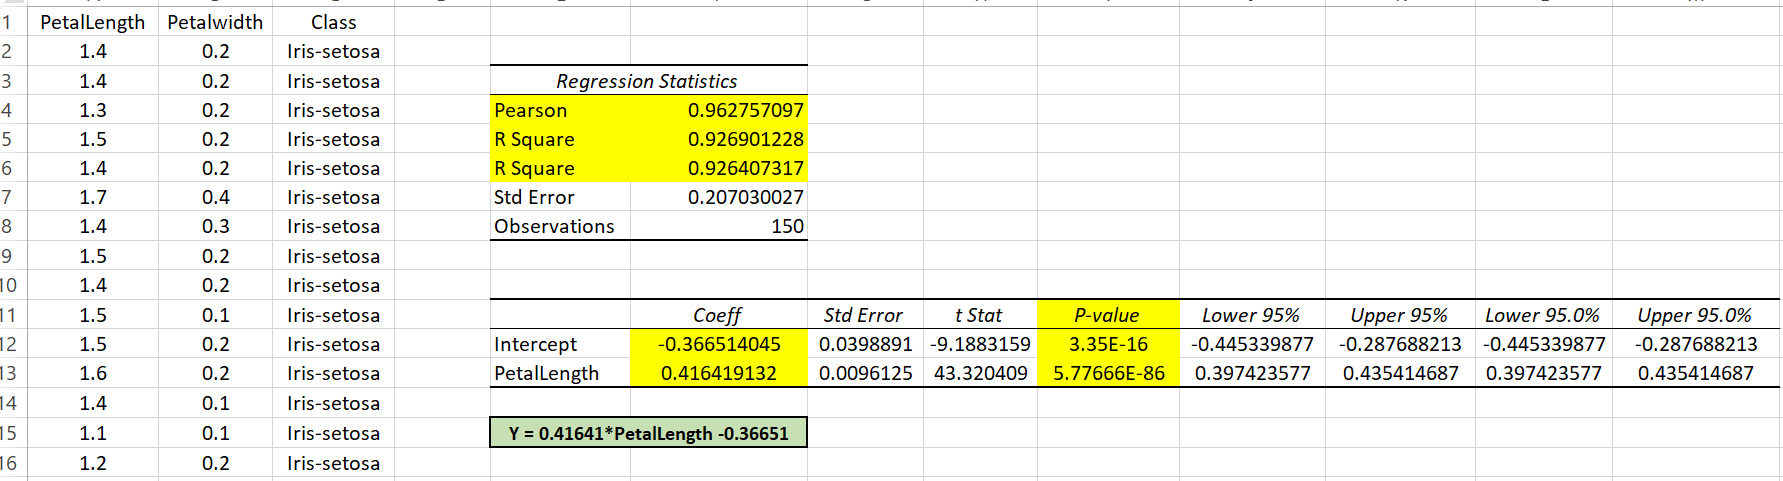 1 PetalLength Petalwidth Class
2 1.4 0.2 Iris-setosa
3 1.4 0.2 Iris-setosa Regression Statistics
4 1.3 0.2 Iris-setosa Pearson 0.962757097
5 1.5 0.2 Iris-setosa R Square 0.926901228
6 1.4 0.2 Iris-setosa R Square 0.926407317
7 1.7 0.4 Iris-setosa Std Error 0.207030027
8 1.4 0.3 Iris-setosa Observations 150
9 1.5 0.2 Iris-setosa
10 1.4 0.2 Iris-setosa
11 1.5 0.1 Iris-setosa Coeff Std Error t Stat P-value Lower 95% Upper 95% Lower 95.0% Upper 95.0%
12 1.5 0.2 Iris-setosa Intercept -0.366514045 0.0398891 -9.1883159 3.35E-16 -0.445339877 -0.287688213 -0.445339877 -0.287688213
13 1.6 0.2 Iris-setosa PetalLength 0.416419132 0.0096125 43.320409 5.77666E-86 0.397423577 0.435414687 0.397423577 0.435414687
14 1.4 0.1 Iris-setosa
15 1.1 0.1 Iris-setosa Y = 0.41641*PetalLength -0.36651
16 1.2 0.2 Iris-setosa